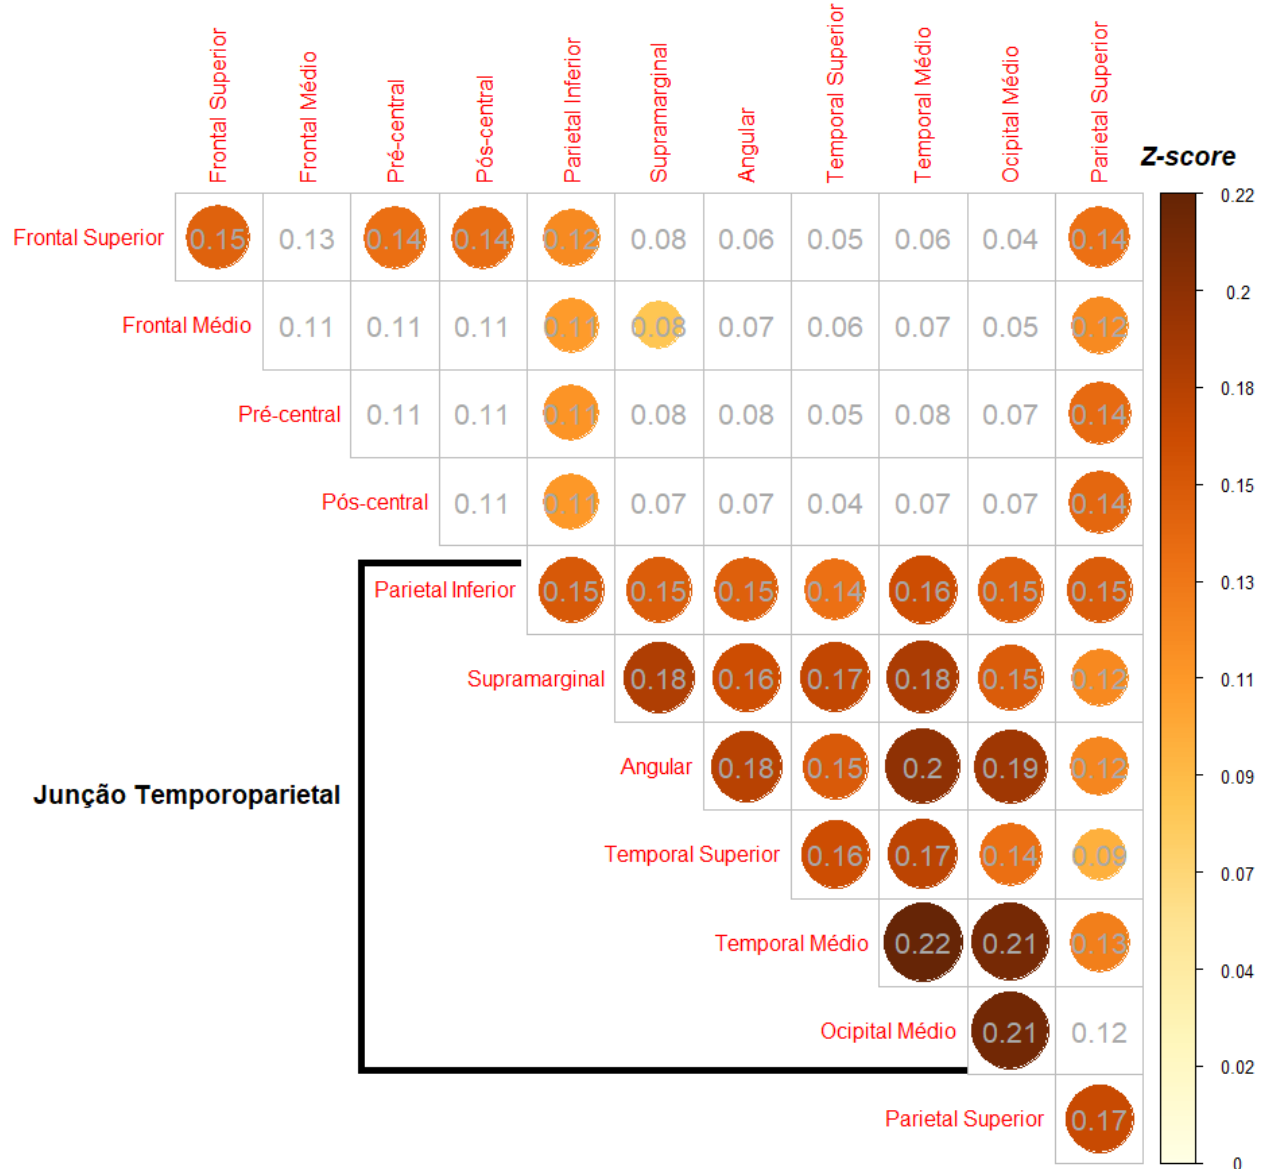 Frontal Superior
Frontal Médio
Pré-central
Pós-central
Parietal Inferior
Supramarginal
Angular
Temporal Superior
Temporal Médio
Ocipital Médio
Parietal Superior
Z-score
Frontal Superior 0.15 0.13 0.14 0.14 0.12 0.08 0.06 0.05 0.06 0.04 0.14
Frontal Médio 0.11 0.11 0.11 0.11 0.08 0.07 0.06 0.07 0.05 0.12
Pré-central 0.11 0.11 0.11 0.08 0.08 0.05 0.08 0.07 0.14
Pós-central 0.11 0.11 0.07 0.07 0.04 0.07 0.07 0.14
Parietal Inferior 0.15 0.15 0.15 0.14 0.16 0.15 0.15
Supramarginal 0.18 0.16 0.17 0.18 0.15 0.12
Angular 0.18 0.15 0.2 0.19 0.12
Junção Temporoparietal
Temporal Superior 0.16 0.17 0.14 0.09
Temporal Médio 0.22 0.21 0.13
Ocipital Médio 0.21 0.12
Parietal Superior 0.17
0.22
0.2
0.18
0.15
0.13
0.11
0.09
0.07
0.04
0.02
0